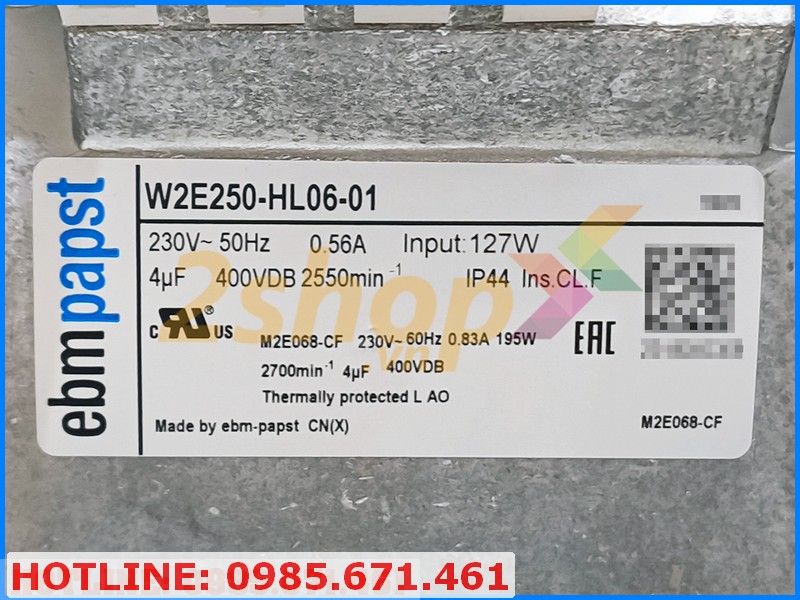 ebmpapst
W2E250-HL06-01
230V~ 50Hz 0.56A Input: 127W
4µF 400VDB 2550min⁻¹ IP44 Ins.CL.F
c RU® US
M2E068-CF 230V~ 60Hz 0.83A 195W
2700min⁻¹ 4µF 400VDB
Thermally protected L AO
EAC
Made by ebm-papst CN(X)
M2E068-CF
2shop
vn
HOTLINE: 0985.671.461